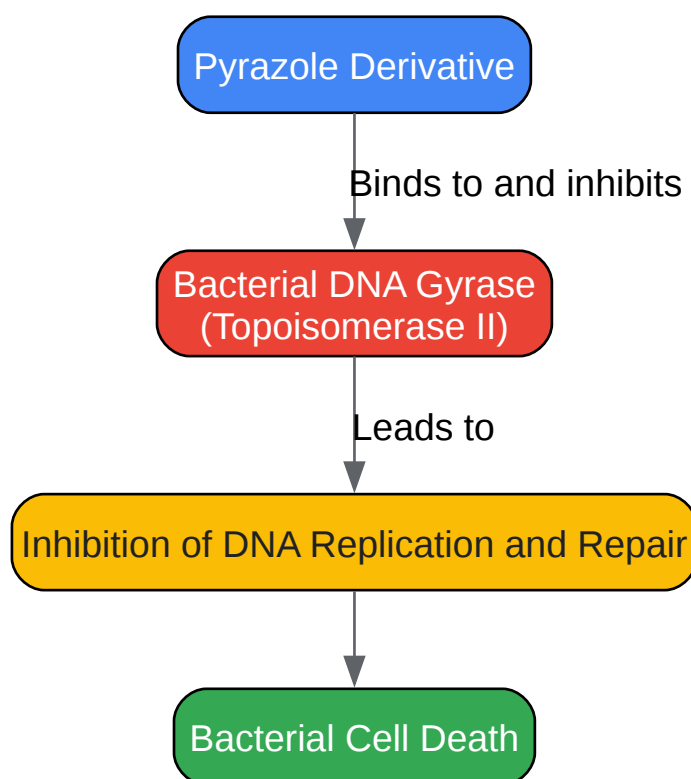 Pyrazole Derivative
Binds to and inhibits
Bacterial DNA Gyrase
(Topoisomerase II)
Leads to
Inhibition of DNA Replication and Repair
Bacterial Cell Death